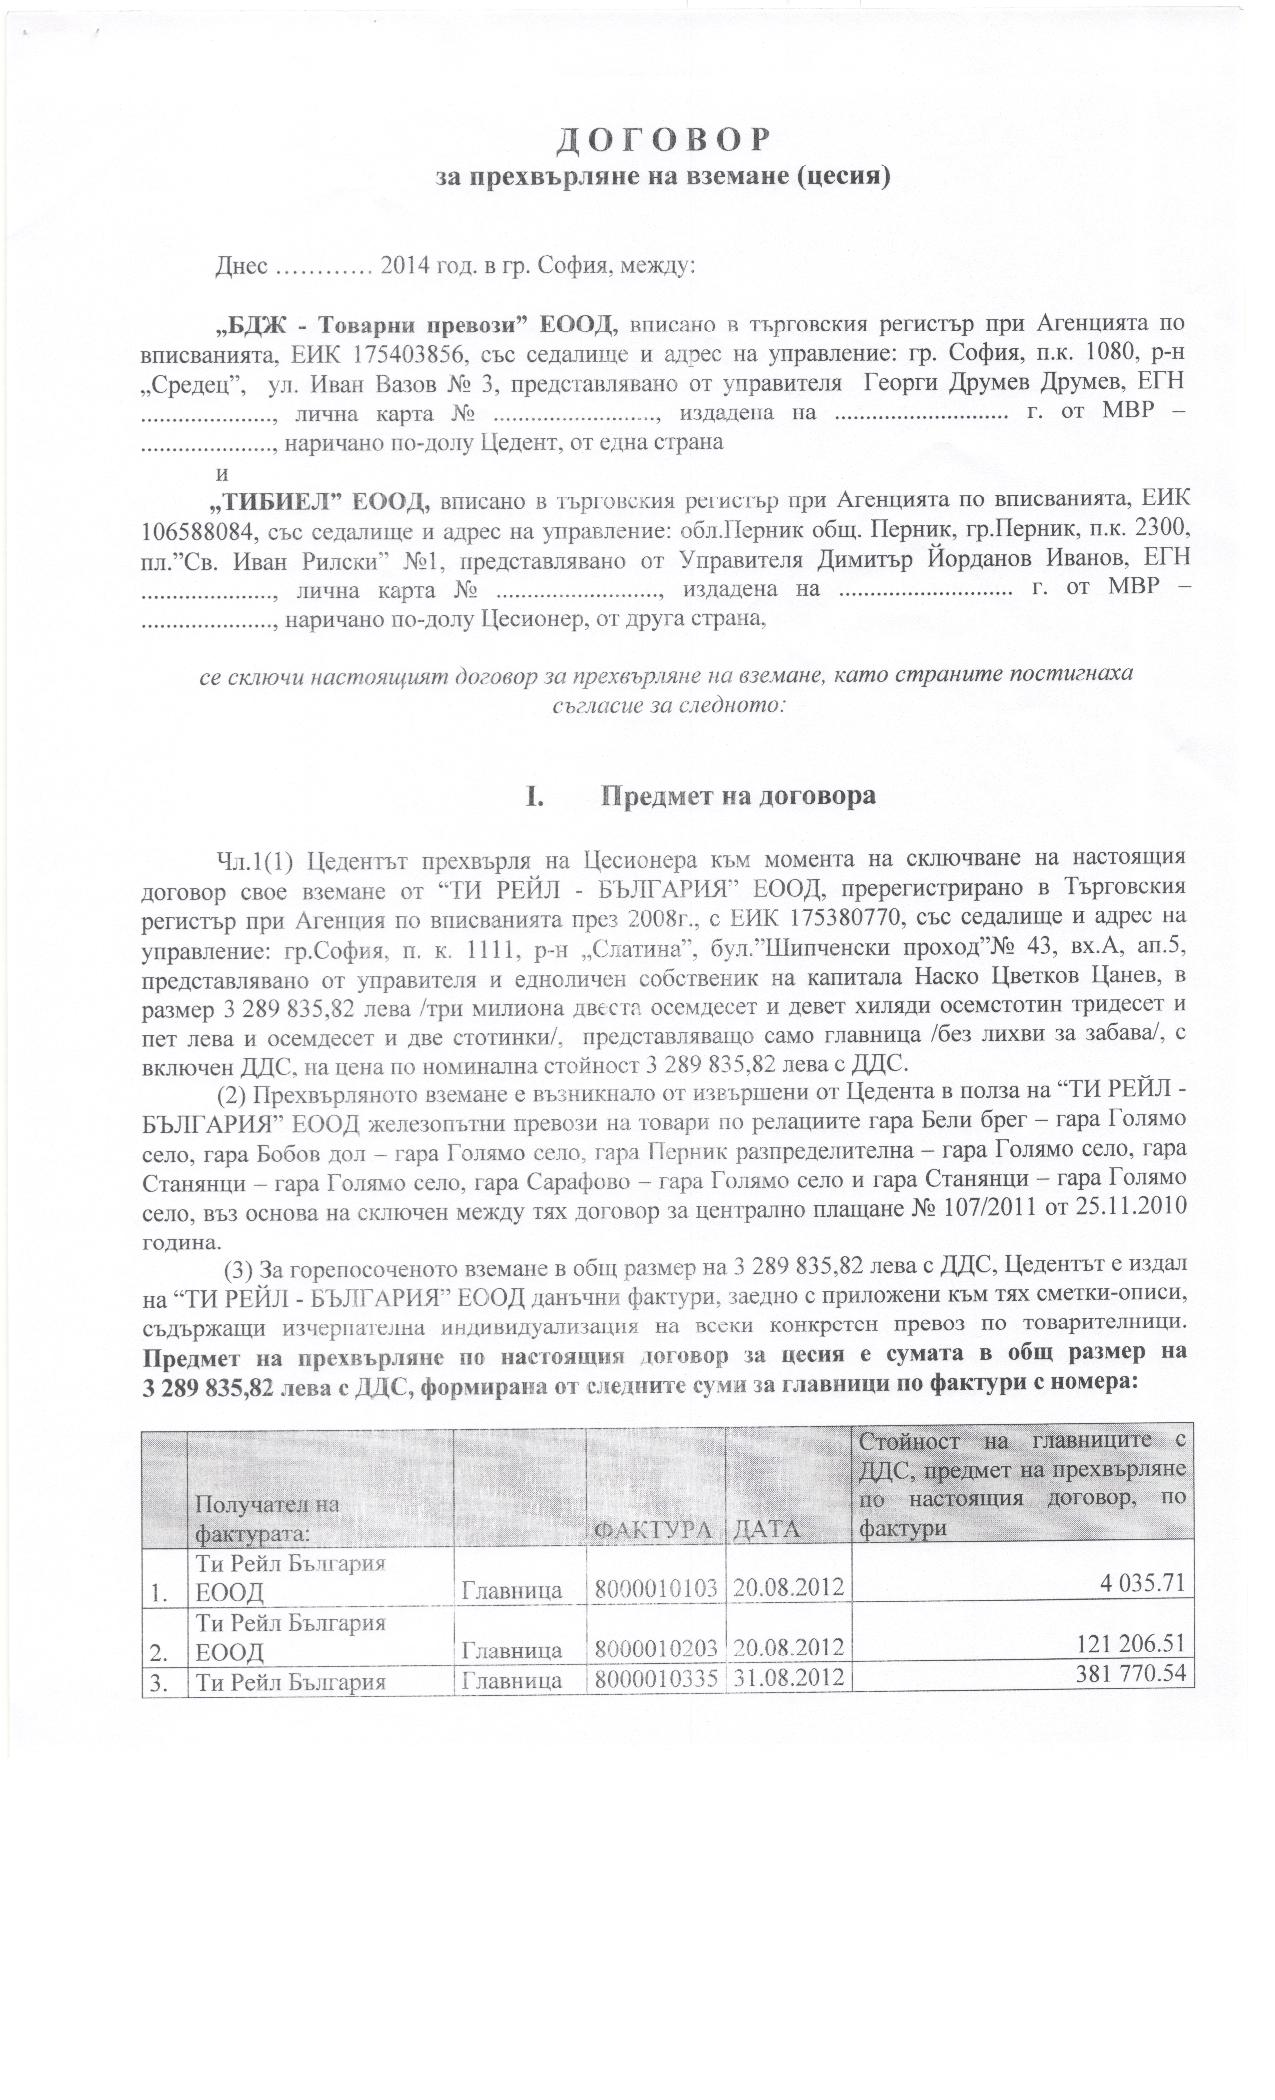 Д О Г О В О Р
за прехвърляне на вземане (цесия)
Днес ………… 2014 год. в гр. София, между:
„БДЖ - Товарни превози” ЕООД, вписано в търговския регистър при Агенцията по
вписванията, ЕИК 175403856, със седалище и адрес на управление: гр. София, п.к. 1080, р-н
„Средец”, ул. Иван Вазов № 3, представлявано от управителя Георги Друмев Друмев, ЕГН
....................., лична карта № .........................., издадена на ............................ г. от МВР –
....................., наричано по-долу Цедент, от една страна
и
„ТИБИЕЛ” ЕООД, вписано в търговския регистър при Агенцията по вписванията, ЕИК
106588084, със седалище и адрес на управление: обл.Перник общ. Перник, гр.Перник, п.к. 2300,
пл.”Св. Иван Рилски” №1, представлявано от Управителя Димитър Йорданов Иванов, ЕГН
....................., лична карта № .........................., издадена на ............................ г. от МВР –
....................., наричано по-долу Цесионер, от друга страна,
се сключи настоящият договор за прехвърляне на вземане, като страните постигнаха
съгласие за следното:
I. Предмет на договора
Чл.1(1) Цедентът прехвърля на Цесионера към момента на сключване на настоящия
договор свое вземане от “ТИ РЕЙЛ - БЪЛГАРИЯ” ЕООД, пререгистрирано в Търговския
регистър при Агенция по вписванията през 2008г., с ЕИК 175380770, със седалище и адрес на
управление: гр.София, п. к. 1111, р-н „Слатина”, бул.”Шипченски проход”№ 43, вх.А, ап.5,
представлявано от управителя и едноличен собственик на капитала Наско Цветков Цанев, в
размер 3 289 835,82 лева /три милиона двеста осемдесет и девет хиляди осемстотин тридесет и
пет лева и осемдесет и две стотинки/, представляващо само главница /без лихви за забава/, с
включен ДДС, на цена по номинална стойност 3 289 835,82 лева с ДДС.
(2) Прехвърляното вземане е възникнало от извършени от Цедента в полза на “ТИ РЕЙЛ -
БЪЛГАРИЯ” ЕООД железопътни превози на товари по релациите гара Бели брег – гара Голямо
село, гара Бобов дол – гара Голямо село, гара Перник разпределителна – гара Голямо село, гара
Станянци – гара Голямо село, гара Сарафово – гара Голямо село и гара Станянци – гара Голямо
село, въз основа на сключен между тях договор за централно плащане № 107/2011 от 25.11.2010
година.
(3) За горепосоченото вземане в общ размер на 3 289 835,82 лева с ДДС, Цедентът е издал
на “ТИ РЕЙЛ - БЪЛГАРИЯ” ЕООД данъчни фактури, заедно с приложени към тях сметки-описи,
съдържащи изчерпателна индивидуализация на всеки конкретен превоз по товарителници.
Предмет на прехвърляне по настоящия договор за цесия е сумата в общ размер на
3 289 835,82 лева с ДДС, формирана от следните суми за главници по фактури с номера:
Получател на фактурата: ФАКТУРА ДАТА Стойност на главниците с ДДС, предмет на прехвърляне по настоящия договор, по фактури
1. Ти Рейл България ЕООД Главница 8000010103 20.08.2012 4 035.71
2. Ти Рейл България ЕООД Главница 8000010203 20.08.2012 121 206.51
3. Ти Рейл България Главница 8000010335 31.08.2012 381 770.54